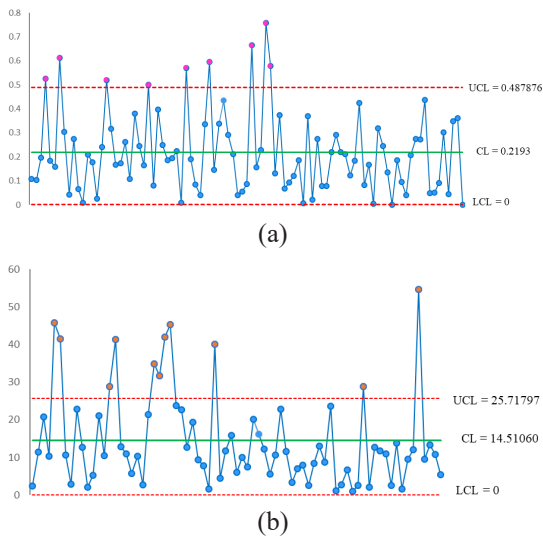 0.8
0.7
0.6
0.5
UCL = 0.487876
0.4
0.3
CL = 0.2193
0.2
0.1
LCL = 0
0
(a)
60
50
40
30
UCL = 25.71797
20
CL = 14.51060
10
LCL = 0
0
(b)